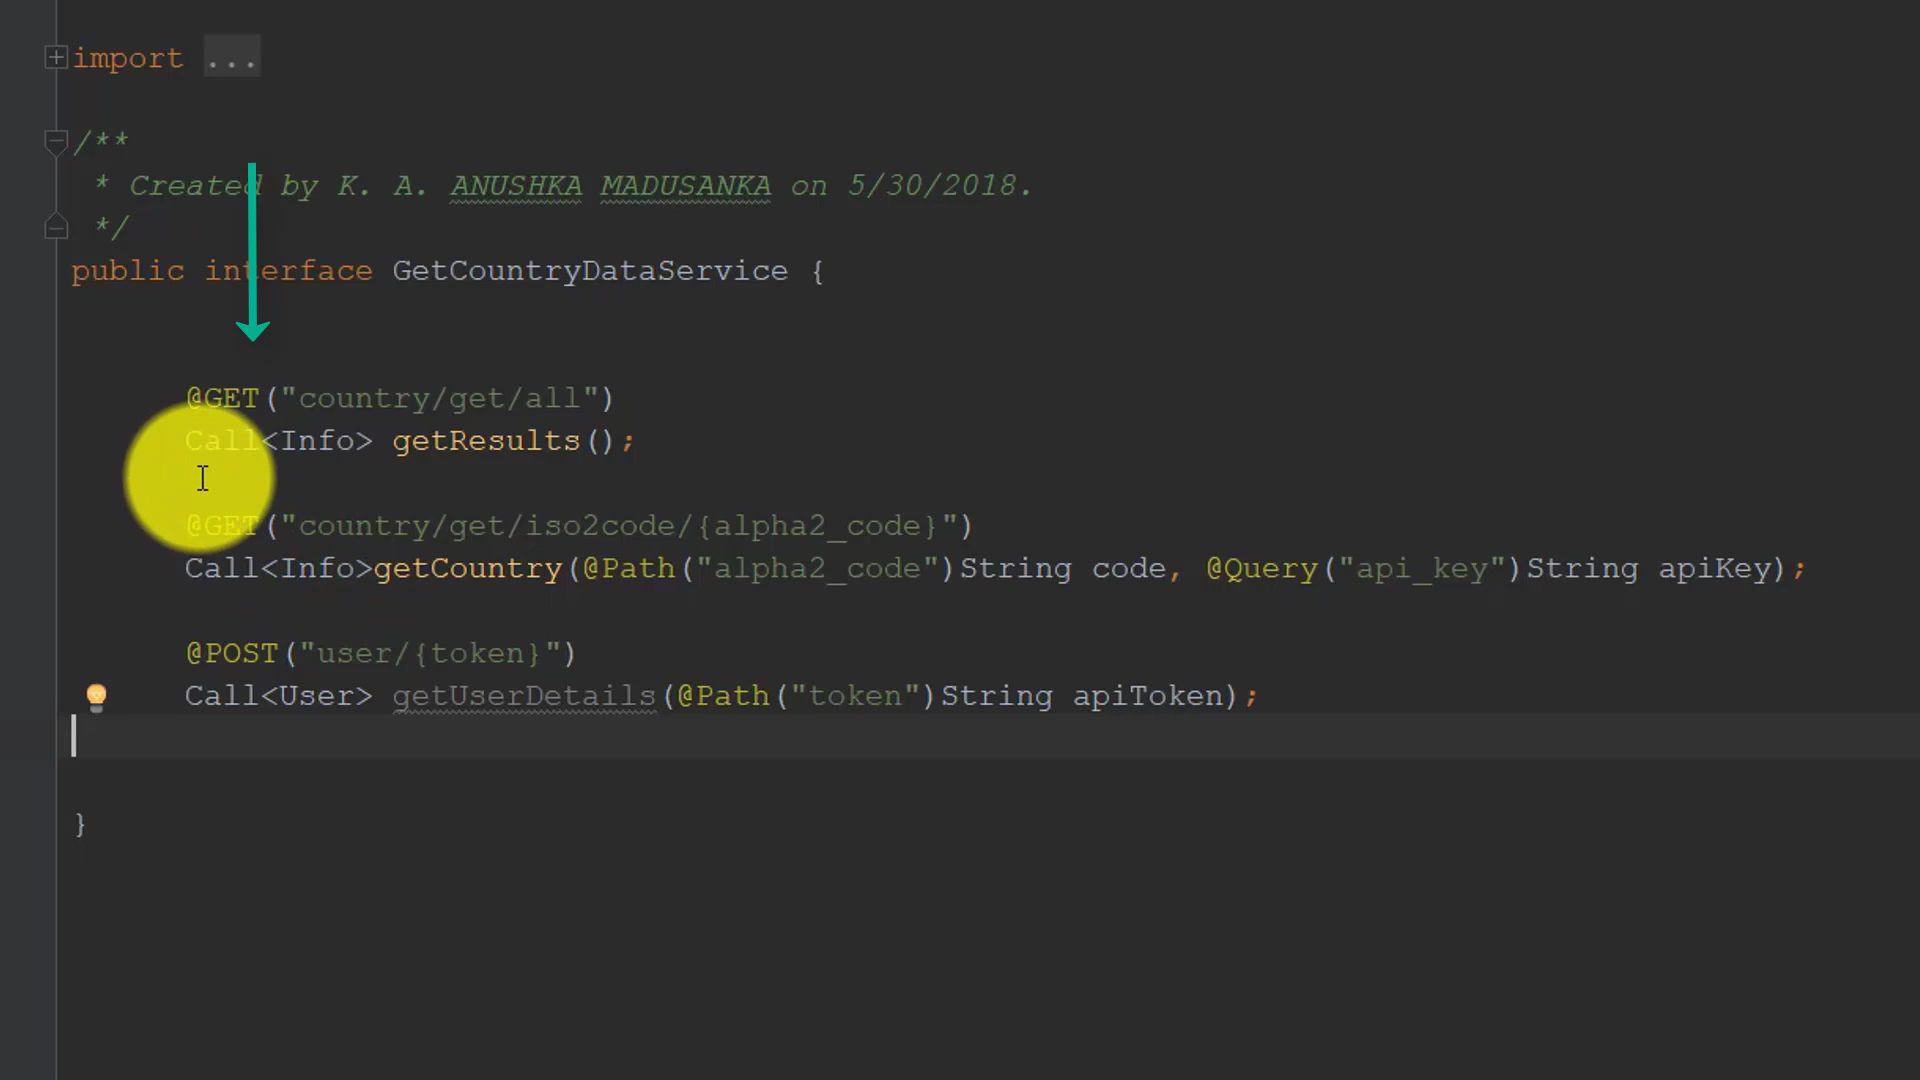 import ...
/**
* Created by K. A. ANUSHKA MADUSANKA on 5/30/2018.
*/
public interface GetCountryDataService {
@GET("country/get/all")
Call<Info> getResults();
@GET("country/get/iso2code/{alpha2_code}")
Call<Info>getCountry(@Path("alpha2_code")String code, @Query("api_key")String apiKey);
@POST("user/{token}")
Call<User> getUserDetails(@Path("token")String apiToken);
}